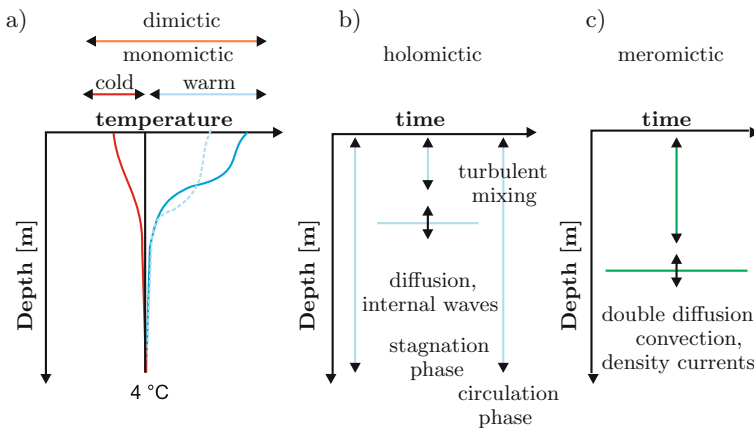 a)
dimictic
monomictic
cold
warm
temperature
Depth [m]
4 °C
b)
holomictic
time
turbulent
mixing
Depth [m]
diffusion,
internal waves
stagnation
phase
circulation
phase
c)
meromictic
time
Depth [m]
double diffusion
convection,
density currents